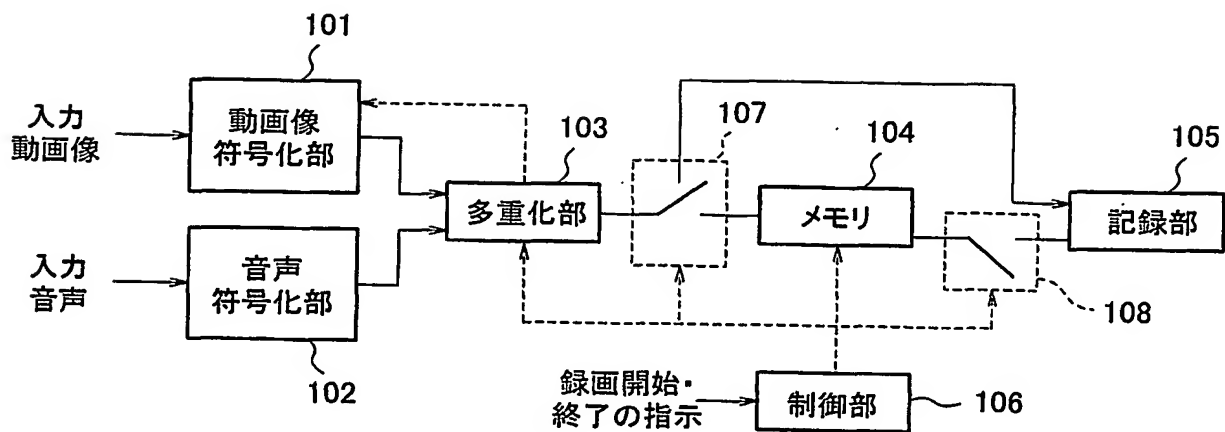 101
入力
動画像
動画像
符号化部
103
多重化部
107
104
メモリ
105
記録部
入力
音声
音声
符号化部
102
108
録画開始・
終了の指示
制御部
106